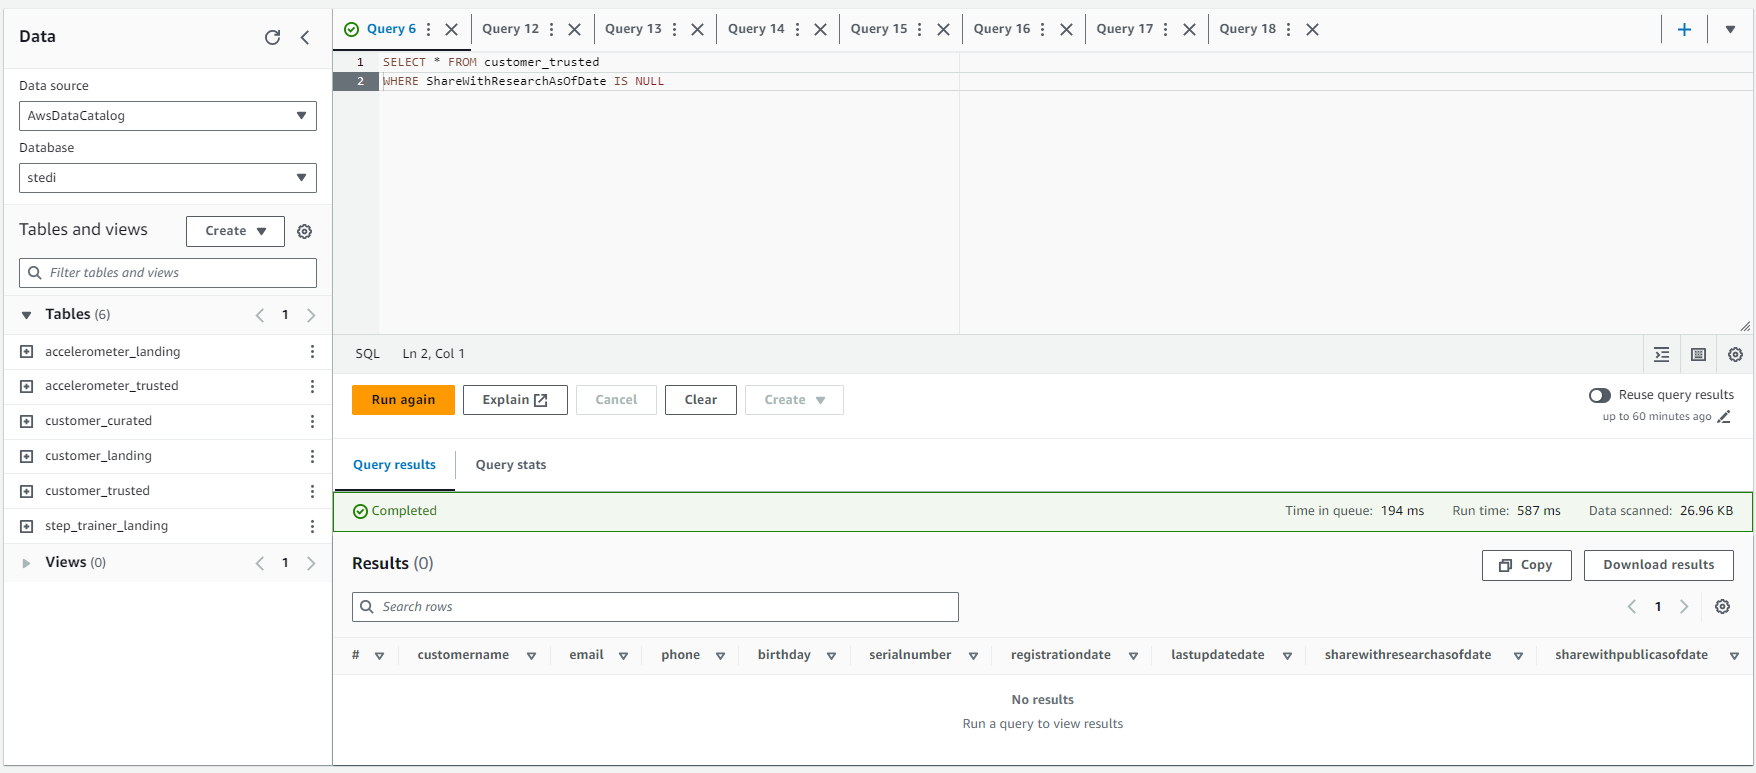 Data
Data source
AwsDataCatalog
Database
stedi
Tables and views
Create
Filter tables and views
Tables (6)
1
accelerometer_landing
accelerometer_trusted
customer_curated
customer_landing
customer_trusted
step_trainer_landing
Views (0)
1
Query 6
Query 12
Query 13
Query 14
Query 15
Query 16
Query 17
Query 18
1 SELECT * FROM customer_trusted
2 WHERE ShareWithResearchAsOfDate IS NULL
SQL Ln 2, Col 1
Run again
Explain
Cancel
Clear
Create
Reuse query results
up to 60 minutes ago
Query results
Query stats
Completed
Time in queue: 194 ms
Run time: 587 ms
Data scanned: 26.96 KB
Results (0)
Copy
Download results
Search rows
1
# customername email phone birthday serialnumber registrationdate lastupdatedate sharewithresearchasofdate sharewithpublicasofdate
No results
Run a query to view results